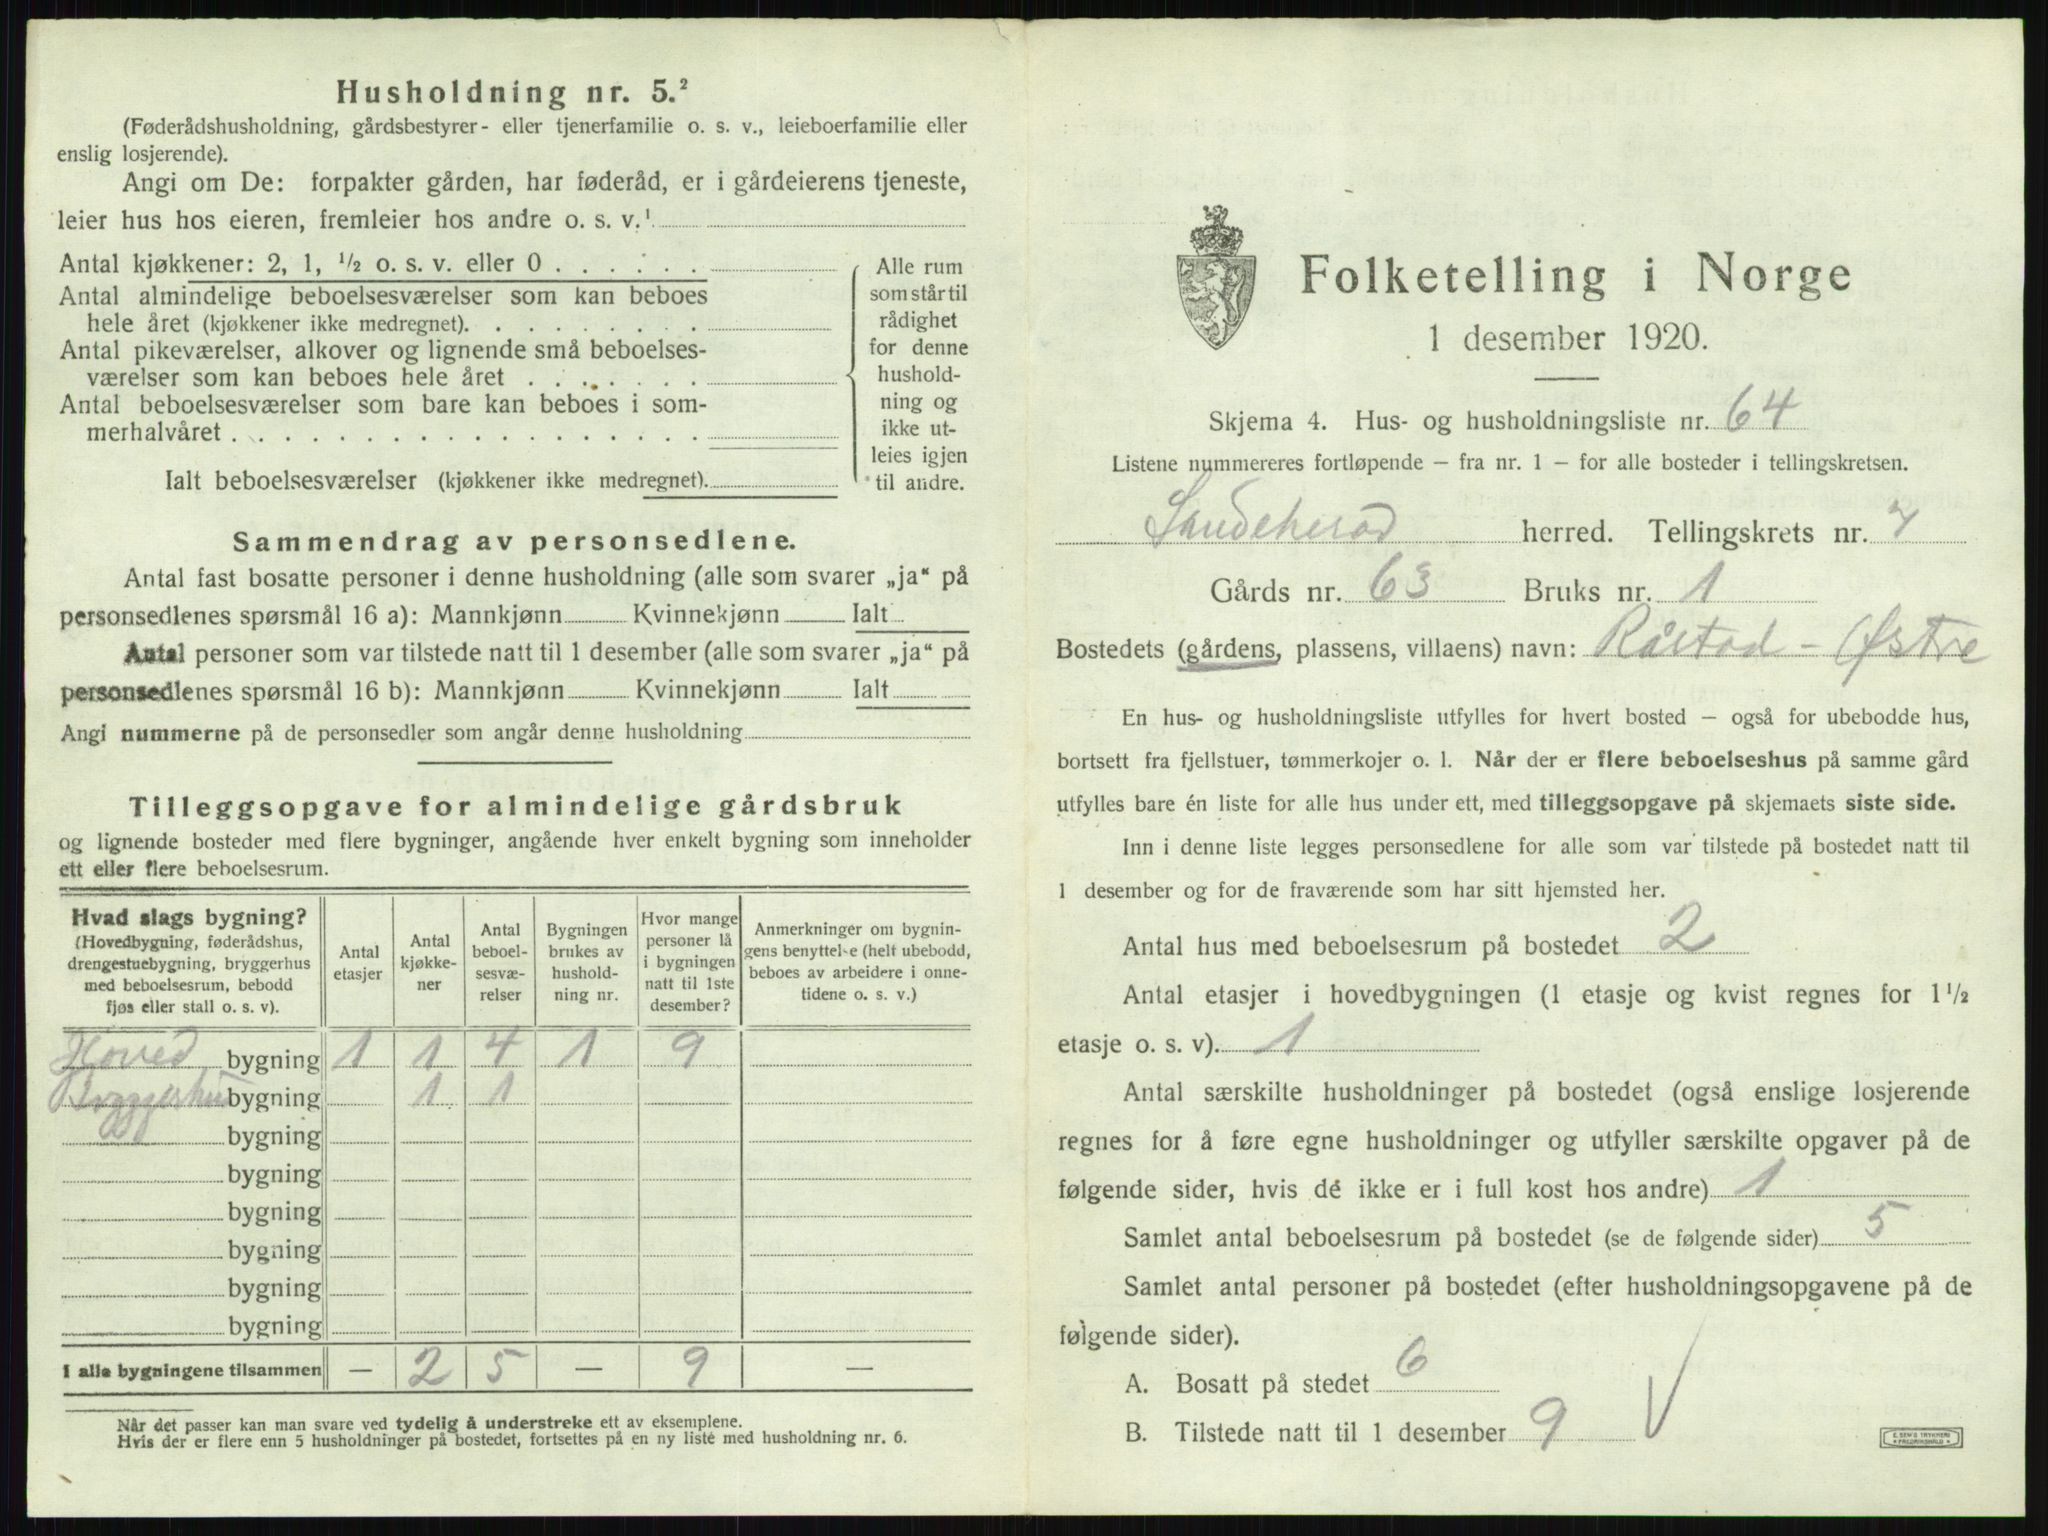 Husholdning nr. 5.²
(Føderådshusholdning, gårdsbestyrer- eller tjenerfamilie o. s. v., leieboerfamilie eller
enslig losjerende).
Angi om De: forpakter gården, har føderåd, er i gårdeierens tjeneste,
leier hus hos eieren, fremleier hos andre o. s. v.¹
Antal kjøkkener: 2, 1, ½ o. s. v. eller 0 . . . . . .
Antal almindelige beboelsesværelser som kan beboes
hele året (kjøkkener ikke medregnet). . . . . . . . .
Antal pikeværelser, alkover og lignende små beboelses-
værelser som kan beboes hele året . . . . . . .
Antal beboelsesværelser som bare kan beboes i som-
merhalvåret . . . . . . . . . . . . . . . . . .
Ialt beboelsesværelser (kjøkkener ikke medregnet).
Alle rum
som står til
rådighet
for denne
hushold-
ning og
ikke ut-
leies igjen
til andre.
Sammendrag av personsedlene.
Antal fast bosatte personer i denne husholdning (alle som svarer „ja“ på
personsedlenes spørsmål 16 a): Mannkjønn Kvinnekjønn Ialt
Antal personer som var tilstede natt til 1 desember (alle som svarer „ja“ på
personsedlenes spørsmål 16 b): Mannkjønn Kvinnekjønn Ialt
Angi nummerne på de personsedler som angår denne husholdning
Tilleggsopgave for almindelige gårdsbruk
og lignende bosteder med flere bygninger, angående hver enkelt bygning som inneholder
ett eller flere beboelsesrum.
Hvad slags bygning?
(Hovedbygning, føderådshus,
drengestuebygning, bryggerhus
med beboelsesrum, bebodd
fjøs eller stall o. s. v).
Antal
etasjer
Antal
kjøkke-
ner
Antal
beboel-
sesvæ-
relser
Bygningen
brukes av
hushold-
ning nr.
Hvor mange
personer lå
i bygningen
natt til 1ste
desember?
Anmerkninger om bygnin-
gens benyttelse (helt ubebodd,
beboes av arbeidere i onne-
tidene o. s. v.)
Hoved bygning 1 1 4 1 9
Bryggerhus bygning 1 1
bygning
bygning
bygning
bygning
bygning
bygning
I alle bygningene tilsammen — 2 5 — 9 —
Når det passer kan man svare ved tydelig å understreke ett av eksemplene.
Hvis der er flere enn 5 husholdninger på bostedet, fortsettes på en ny liste med husholdning nr. 6.
Folketelling i Norge
1 desember 1920.
Skjema 4. Hus- og husholdningsliste nr. 64
Listene nummereres fortløpende – fra nr. 1 – for alle bosteder i tellingskretsen.
Sandeherod herred. Tellingskrets nr. 7
Gårds nr. 63 Bruks nr. 1
Bostedets (gårdens, plassens, villaens) navn: Råstad - Østre
En hus- og husholdningsliste utfylles for hvert bosted – også for ubebodde hus,
bortsett fra fjellstuer, tømmerkojer o. l. Når der er flere beboelseshus på samme gård
utfylles bare én liste for alle hus under ett, med tilleggsopgave på skjemaets siste side.
Inn i denne liste legges personsedlene for alle som var tilstede på bostedet natt til
1 desember og for de fraværende som har sitt hjemsted her.
Antal hus med beboelsesrum på bostedet 2
Antal etasjer i hovedbygningen (1 etasje og kvist regnes for 1½
etasje o. s. v). 1
Antal særskilte husholdninger på bostedet (også enslige losjerende
regnes for å føre egne husholdninger og utfyller særskilte opgaver på de
følgende sider, hvis de ikke er i full kost hos andre) 1
Samlet antal beboelsesrum på bostedet (se de følgende sider) 5
Samlet antal personer på bostedet (efter husholdningsopgavene på de
følgende sider).
A. Bosatt på stedet 6
B. Tilstede natt til 1 desember 9
E. SEM'S TRYKKERI
FREDRIKSHALD